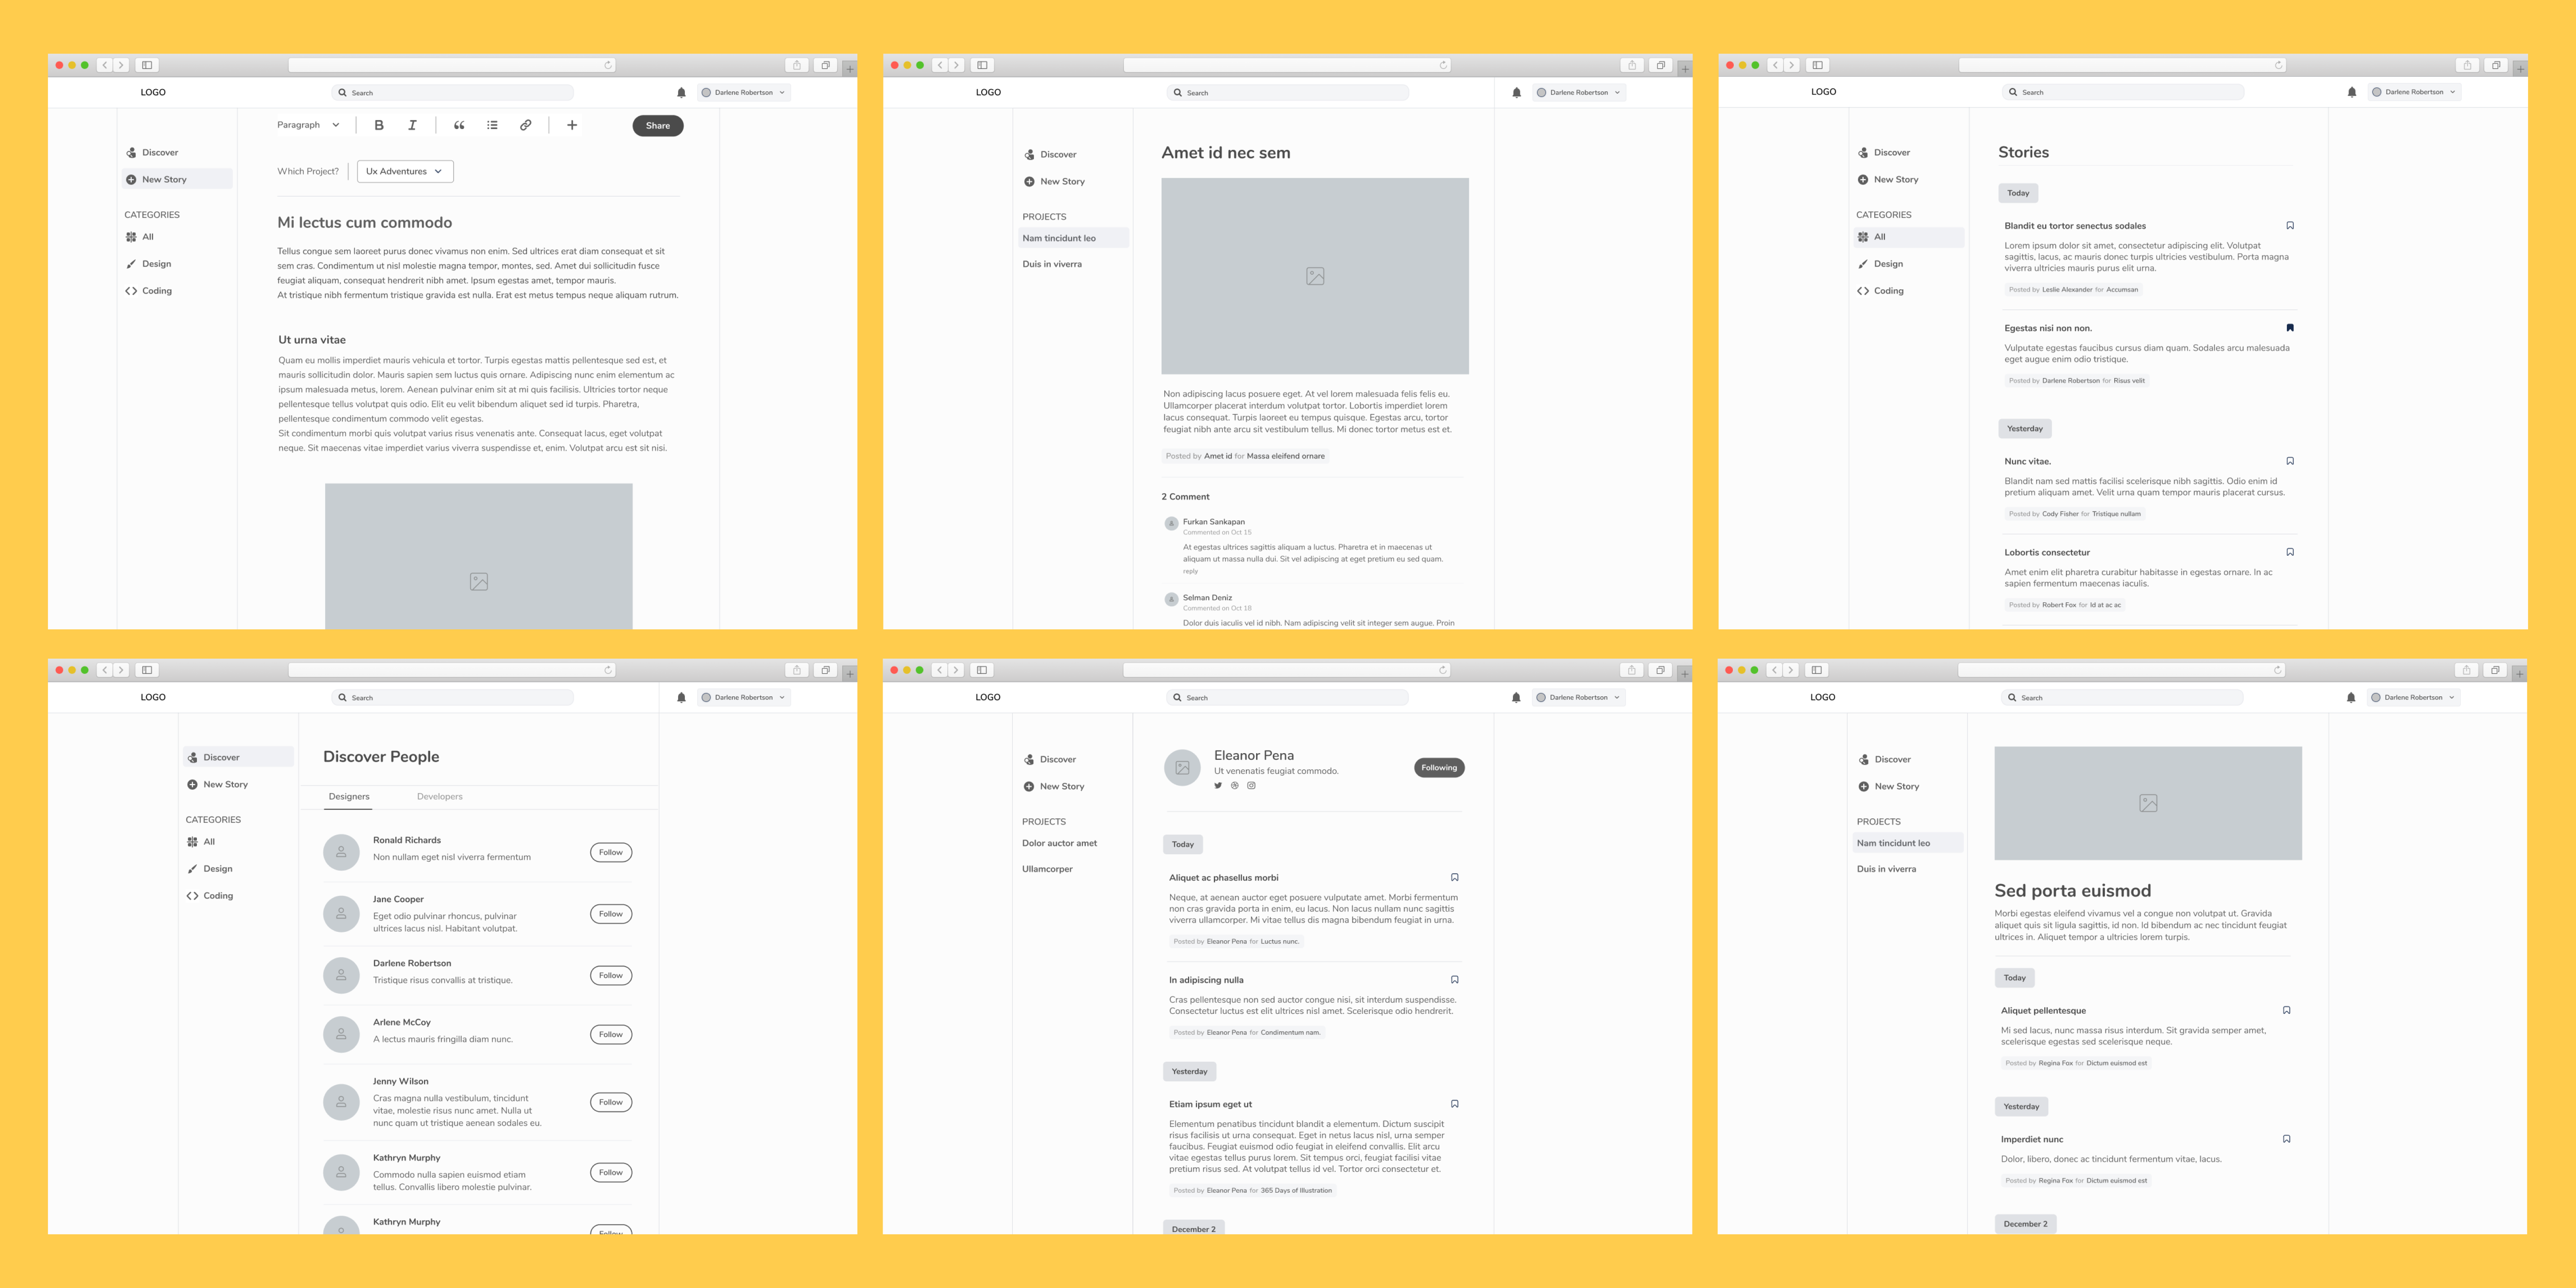 LOGO
Search
Darlene Robertson
Paragraph
B
I
Share
Discover
New Story
CATEGORIES
All
Design
Coding
Which Project?
Ux Adventures
Mi lectus cum commodo
Tellus congue sem laoreet purus donec vivamus non enim. Sed ultrices erat diam consequat et sit
sem cras. Condimentum ut nisl molestie magna tempor, montes, sed. Amet dui sollicitudin fusce
feugiat aliquam, consequat hendrerit nibh amet. Ipsum egestas amet, tempor mauris.
At tristique nibh fermentum tristique gravida est nulla. Erat est metus tempus neque aliquam rutrum.
Ut urna vitae
Quam eu mollis imperdiet mauris vehicula et tortor. Turpis egestas mattis pellentesque sed est, et
mauris sollicitudin dolor. Mauris sapien sem luctus quis ornare. Adipiscing nunc enim elementum ac
ipsum malesuada metus, lorem. Aenean pulvinar enim sit at mi quis facilisis. Ultricies tortor neque
pellentesque tellus volutpat quis odio. Elit eu velit bibendum aliquet sed id turpis. Pharetra,
pellentesque condimentum commodo velit egestas.
Sit condimentum morbi quis volutpat varius risus venenatis ante. Consequat lacus, eget volutpat
neque. Sit maecenas vitae imperdiet varius viverra suspendisse et, enim. Volutpat arcu est sit nisi.
LOGO
Search
Darlene Robertson
Discover
New Story
PROJECTS
Nam tincidunt leo
Duis in viverra
Amet id nec sem
Non adipiscing lacus posuere eget. At vel lorem malesuada felis felis eu.
Ullamcorper placerat interdum volutpat tortor. Lobortis imperdiet lorem
lacus consequat. Turpis laoreet eu tempus quisque. Egestas arcu, tortor
feugiat nibh ante arcu sit vestibulum tellus. Mi donec tortor metus est et.
Posted by Amet id for Massa eleifend ornare
2 Comment
Furkan Sankapan
Commented on Oct 15
At egestas ultrices sagittis aliquam a luctus. Pharetra et in maecenas ut
aliquam ut massa nulla dui. Sit vel adipiscing at eget pretium eu sed quam.
reply
Selman Deniz
Commented on Oct 18
Dolor duis iaculis vel id nibh. Nam adipiscing velit sit integer sem augue. Proin
LOGO
Search
Darlene Robertson
Discover
New Story
CATEGORIES
All
Design
Coding
Stories
Today
Blandit eu tortor senectus sodales
Lorem ipsum dolor sit amet, consectetur adipiscing elit. Volutpat
sagittis, lacus, ac mauris donec turpis ultricies vestibulum. Porta magna
viverra ultricies mauris purus elit urna.
Posted by Leslie Alexander for Accumsan
Egestas nisi non non.
Vulputate egestas faucibus cursus diam quam. Sodales arcu malesuada
eget augue enim odio tristique.
Posted by Darlene Robertson for Risus velit
Yesterday
Nunc vitae.
Blandit nam sed mattis facilisi scelerisque nibh sagittis. Odio enim id
pretium aliquam amet. Velit urna quam tempor mauris placerat cursus.
Posted by Cody Fisher for Tristique nullam
Lobortis consectetur
Amet enim elit pharetra curabitur habitasse in egestas ornare. In ac
sapien fermentum maecenas iaculis.
Posted by Robert Fox for Id at ac ac
LOGO
Search
Darlene Robertson
Discover
New Story
CATEGORIES
All
Design
Coding
Discover People
Designers
Developers
Ronald Richards
Non nullam eget nisl viverra fermentum
Follow
Jane Cooper
Eget odio pulvinar rhoncus, pulvinar
ultrices lacus nisl. Habitant volutpat.
Follow
Darlene Robertson
Tristique risus convallis at tristique.
Follow
Arlene McCoy
A lectus mauris fringilla diam nunc.
Follow
Jenny Wilson
Cras magna nulla vestibulum, tincidunt
vitae, molestie risus nunc amet. Nulla ut
nunc quam ut tristique aenean sodales eu.
Follow
Kathryn Murphy
Commodo nulla sapien euismod etiam
tellus. Convallis libero molestie pulvinar.
Follow
Kathryn Murphy
Follow
LOGO
Search
Darlene Robertson
Discover
New Story
PROJECTS
Dolor auctor amet
Ullamcorper
Eleanor Pena
Ut venenatis feugiat commodo.
Following
Today
Aliquet ac phasellus morbi
Neque, at aenean auctor eget posuere vulputate amet. Morbi fermentum
non cras gravida porta in enim, eu lacus. Non lacus nullam nunc sagittis
viverra ullamcorper. Mi vitae tellus dis magna bibendum feugiat in urna.
Posted by Eleanor Pena for Luctus nunc.
In adipiscing nulla
Cras pellentesque non sed auctor congue nisi, sit interdum suspendisse.
Consectetur luctus est elit ultrices nisl amet. Scelerisque odio hendrerit.
Posted by Eleanor Pena for Condimentum nam.
Yesterday
Etiam ipsum eget ut
Elementum penatibus tincidunt blandit a elementum. Dictum suscipit
risus facilisis ut urna consequat. Eget in netus lacus nisl, urna semper
faucibus. Feugiat euismod odio feugiat in eleifend convallis. Elit arcu
vitae egestas tellus purus lorem. Sit tempus orci, feugiat facilisi vitae
pretium risus sed. At volutpat tellus id vel. Tortor orci consectetur et.
Posted by Eleanor Pena for 365 Days of Illustration
December 2
LOGO
Search
Darlene Robertson
Discover
New Story
PROJECTS
Nam tincidunt leo
Duis in viverra
Sed porta euismod
Morbi egestas eleifend vivamus vel a congue non volutpat ut. Gravida
aliquet quis sit ligula sagittis, id non. Id bibendum ac nec tincidunt feugiat
ultrices in. Aliquet tempor a ultricies lorem turpis.
Today
Aliquet pellentesque
Mi sed lacus, nunc massa risus interdum. Sit gravida semper amet,
scelerisque egestas sed scelerisque neque.
Posted by Regina Fox for Dictum euismod est
Yesterday
Imperdiet nunc
Dolor, libero, donec ac tincidunt fermentum vitae, lacus.
Posted by Regina Fox for Dictum euismod est
December 2